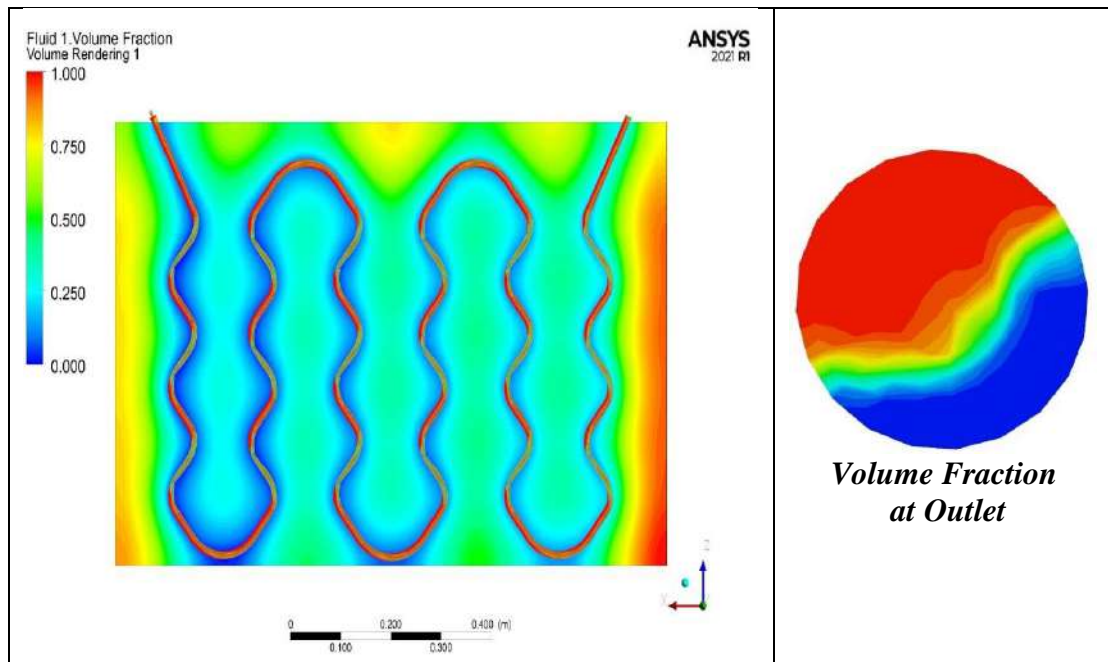 Fluid 1.Volume Fraction
Volume Rendering 1
ANSYS
2021 R1
1.000
0.750
0.500
0.250
0.000
Z
Y
0 0.200 0.400 (m)
0.100 0.300
Volume Fraction
at Outlet